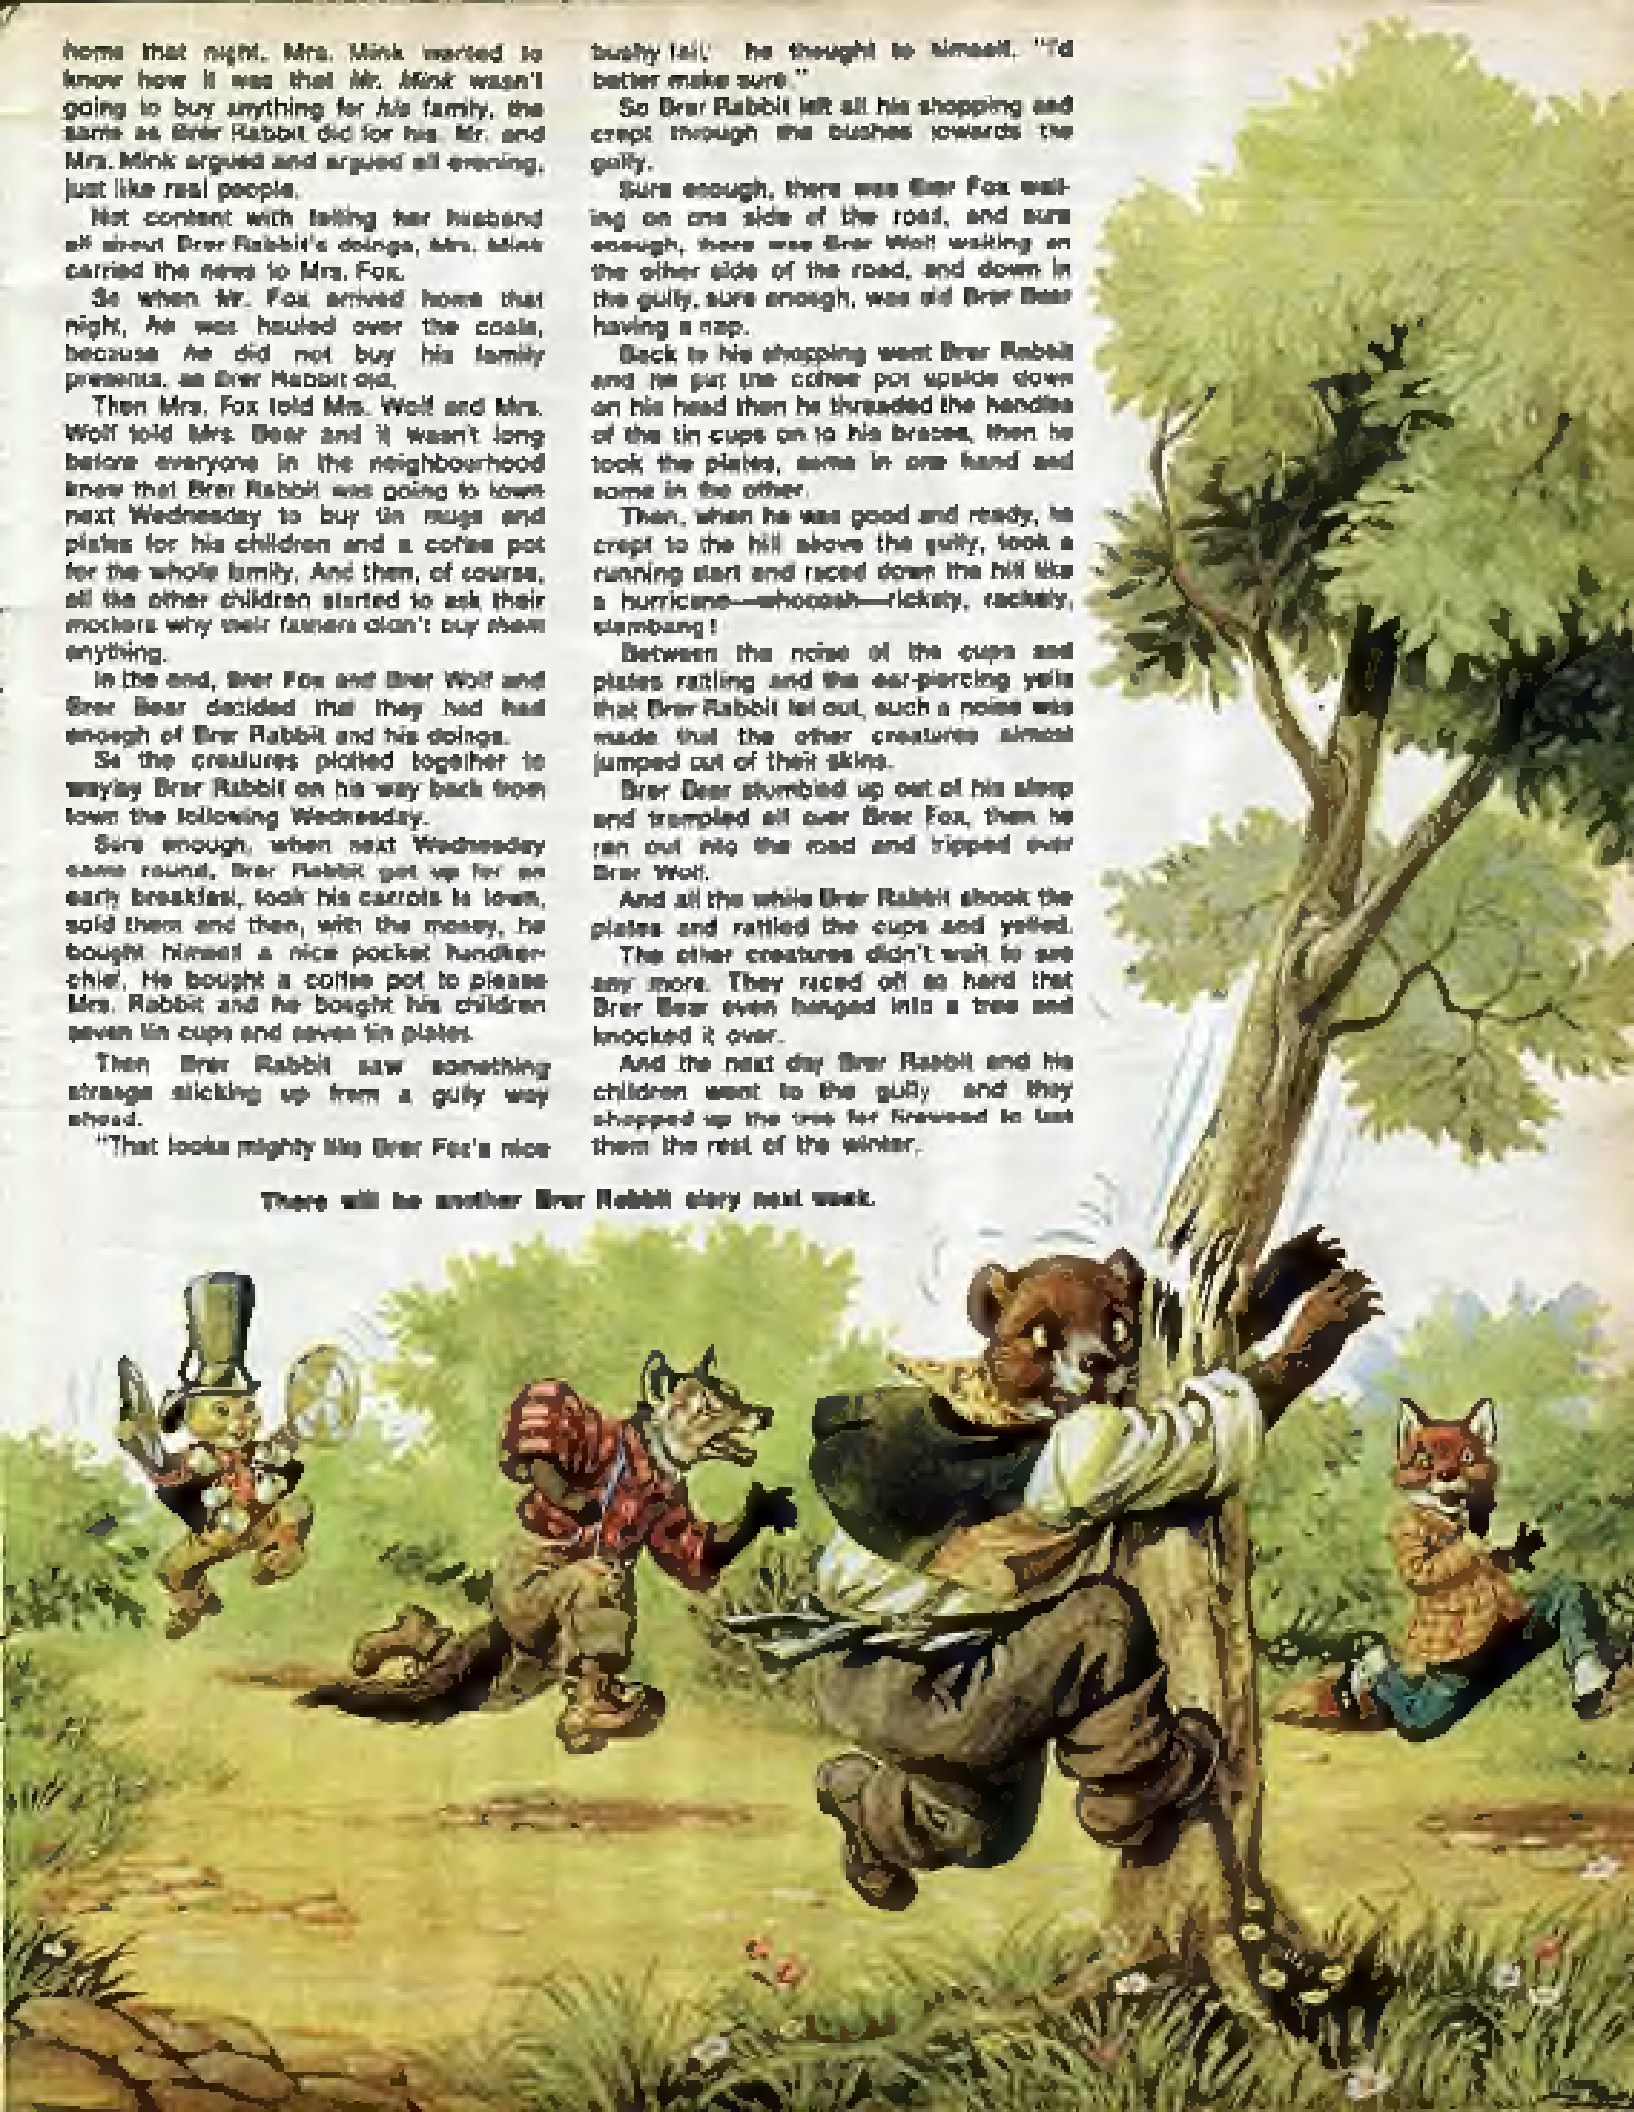 home that night, Mrs. Mink wanted to
know how it was that Mr. Mink wasn't
going to buy anything for his family, the
same as Brer Rabbit did for his. Mr. and
Mrs. Mink argued and argued all evening,
just like real people.
Not content with telling her husband
all about Brer Rabbit's doings, Mrs. Mink
carried the news to Mrs. Fox.
So when Mr. Fox arrived home that
night, he was hauled over the coals,
because he did not buy his family
presents, as Brer Rabbit did.
Then Mrs. Fox told Mrs. Wolf and Mrs.
Wolf told Mrs. Bear and it wasn't long
before everyone in the neighbourhood
knew that Brer Rabbit was going to town
next Wednesday to buy tin mugs and
plates for his children and a coffee pot
for the whole family. And then, of course,
all the other children started to ask their
mothers why their fathers didn't buy them
anything.
In the end, Brer Fox and Brer Wolf and
Brer Bear decided that they had had
enough of Brer Rabbit and his doings.
So the creatures plotted together to
waylay Brer Rabbit on his way back from
town the following Wednesday.
Sure enough, when next Wednesday
came round, Brer Rabbit got up for an
early breakfast, took his carrots to town,
sold them and then, with the money, he
bought himself a nice pocket handker-
chief. He bought a coffee pot to please
Mrs. Rabbit and he bought his children
seven tin cups and seven tin plates.
Then Brer Rabbit saw something
strange sticking up from a gully way
ahead.
"That looks mighty like Brer Fox's nice
bushy tail,' he thought to himself. "I'd
better make sure."
So Brer Rabbit left all his shopping and
crept through the bushes towards the
gully.
Sure enough, there was Brer Fox wait-
ing on one side of the road, and sure
enough, there was Brer Wolf waiting on
the other side of the road, and down in
the gully, sure enough, was old Brer Bear
having a nap.
Back to his shopping went Brer Rabbit
and he put the coffee pot upside down
on his head then he threaded the handles
of the tin cups on to his braces, then he
took the plates, some in one hand and
some in the other.
Then, when he was good and ready, he
crept to the hill above the gully, took a
running start and raced down the hill like
a hurricane—whoosh—rickety, rackety,
slambang!
Between the noise of the cups and
plates rattling and the ear-piercing yells
that Brer Rabbit let out, such a noise was
made that the other creatures almost
jumped out of their skins.
Brer Bear stumbled up out of his sleep
and trampled all over Brer Fox, then he
ran out into the road and tripped over
Brer Wolf.
And all the while Brer Rabbit shook the
plates and rattled the cups and yelled.
The other creatures didn't wait to see
any more. They raced off so hard that
Brer Bear even banged into a tree and
knocked it over.
And the next day Brer Rabbit and his
children went to the gully and they
chopped up the tree for firewood to last
them the rest of the winter.
There will be another Brer Rabbit story next week.